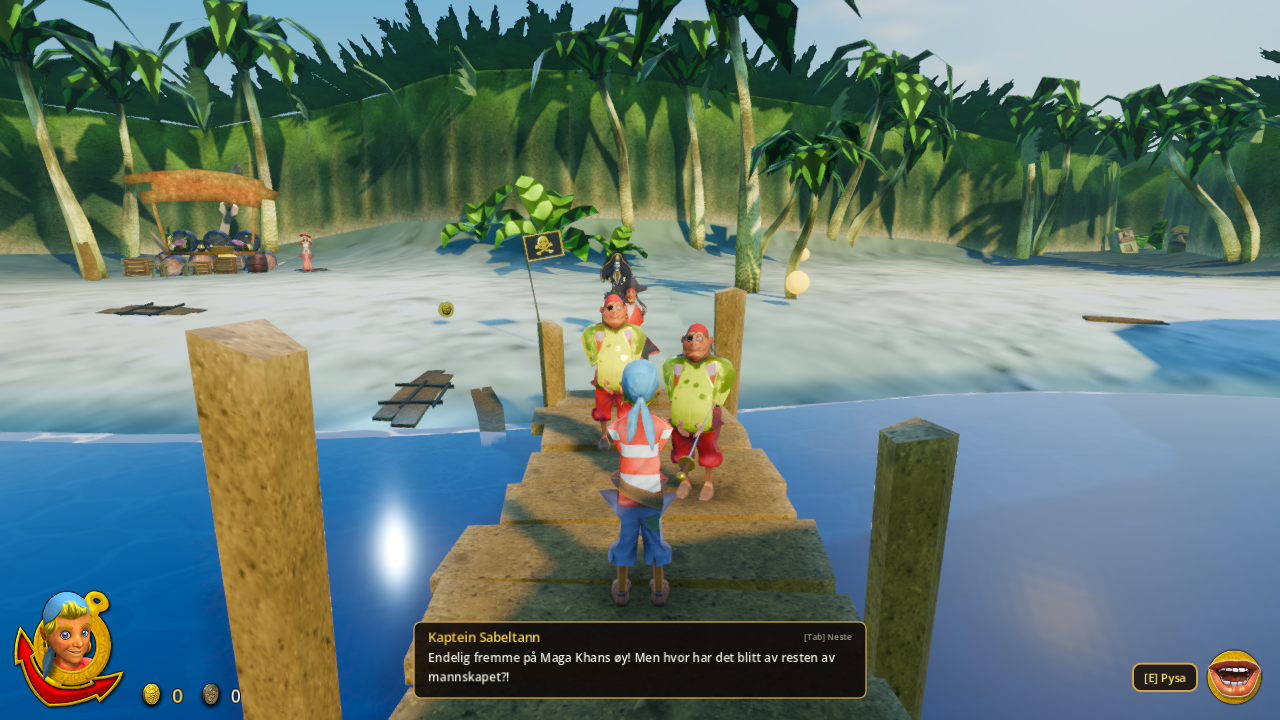 Kaptein Sabeltann
[Tab] Neste
Endelig fremme på Maga Khans øy! Men hvor har det blitt av resten av
mannskapet?!
0
0
[E] Pysa